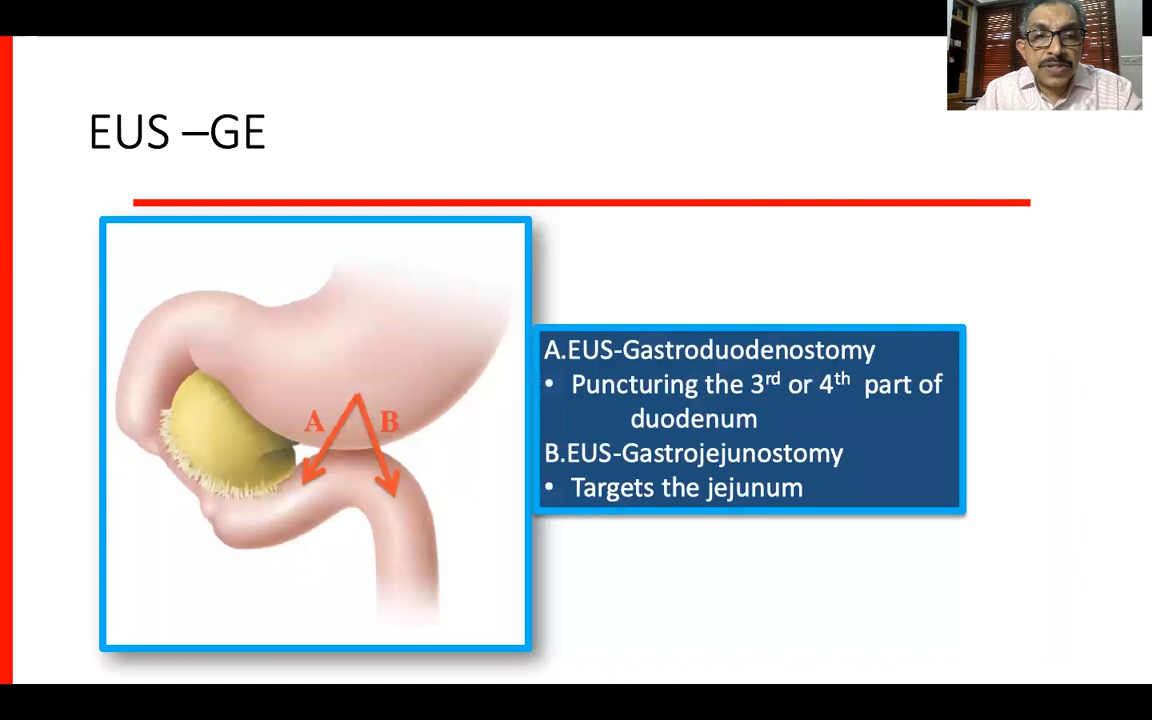 EUS –GE
A
B
A.EUS-Gastroduodenostomy
• Puncturing the 3rd or 4th part of
duodenum
B.EUS-Gastrojejunostomy
• Targets the jejunum